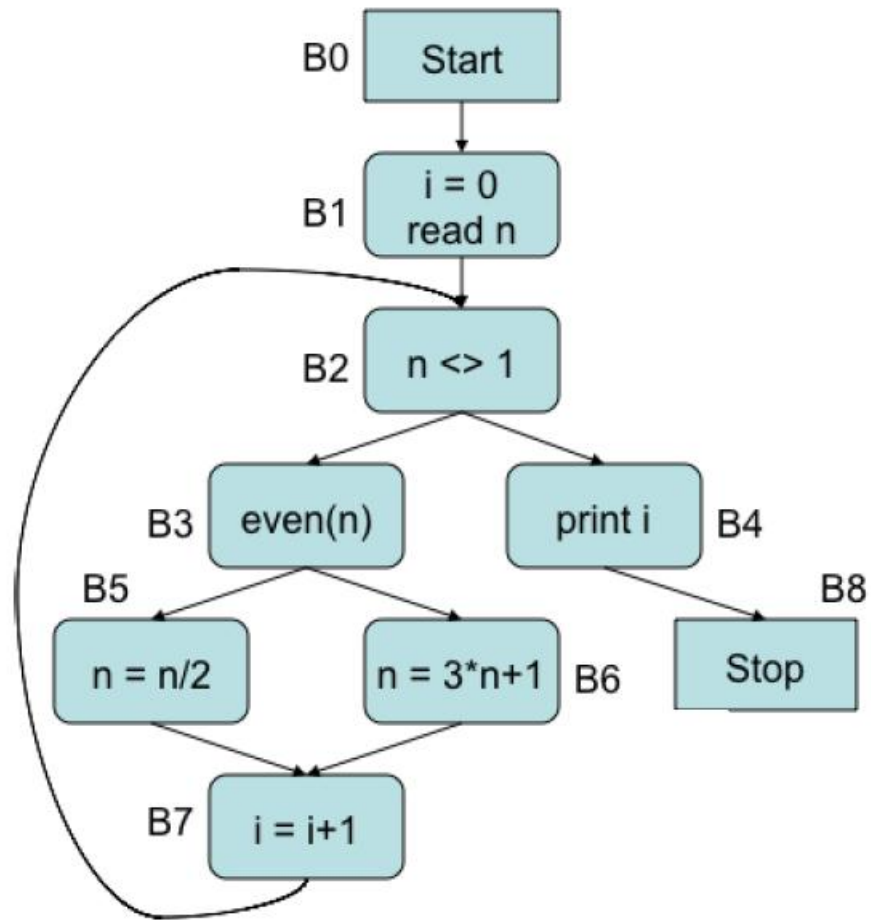 B0
Start
B1
i = 0
read n
B2
n <> 1
B3
even(n)
print i
B4
B5
B8
n = n/2
n = 3*n+1
B6
Stop
B7
i = i+1